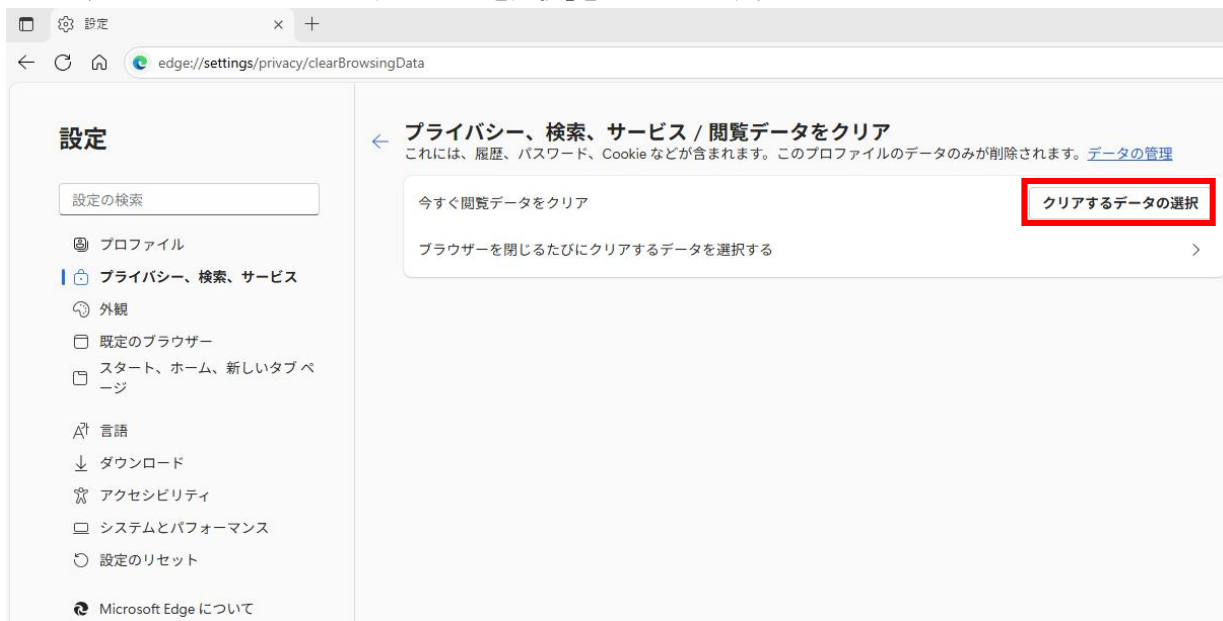 設定
edge://settings/privacy/clearBrowsingData
設定
設定の検索
プロファイル
プライバシー、検索、サービス
外観
既定のブラウザー
スタート、ホーム、新しいタブ ペ
ージ
言語
ダウンロード
アクセシビリティ
システムとパフォーマンス
設定のリセット
Microsoft Edge について
プライバシー、検索、サービス / 閲覧データをクリア
これには、履歴、パスワード、Cookie などが含まれます。このプロファイルのデータのみが削除されます。データの管理
今すぐ閲覧データをクリア
クリアするデータの選択
ブラウザーを閉じるたびにクリアするデータを選択する